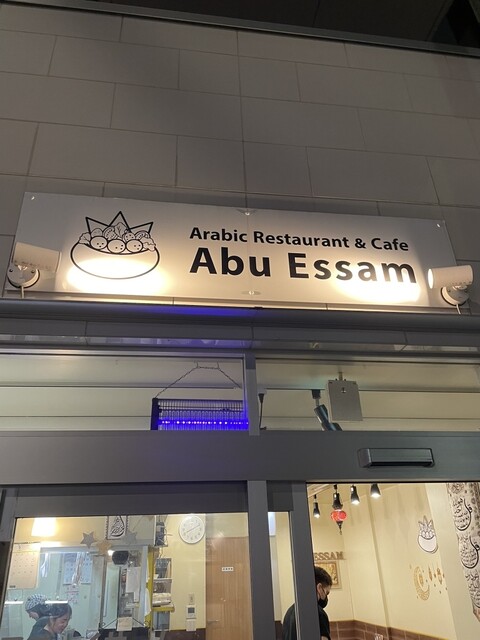 Arabic Restaurant & Cafe
Abu Essam
ESSAM